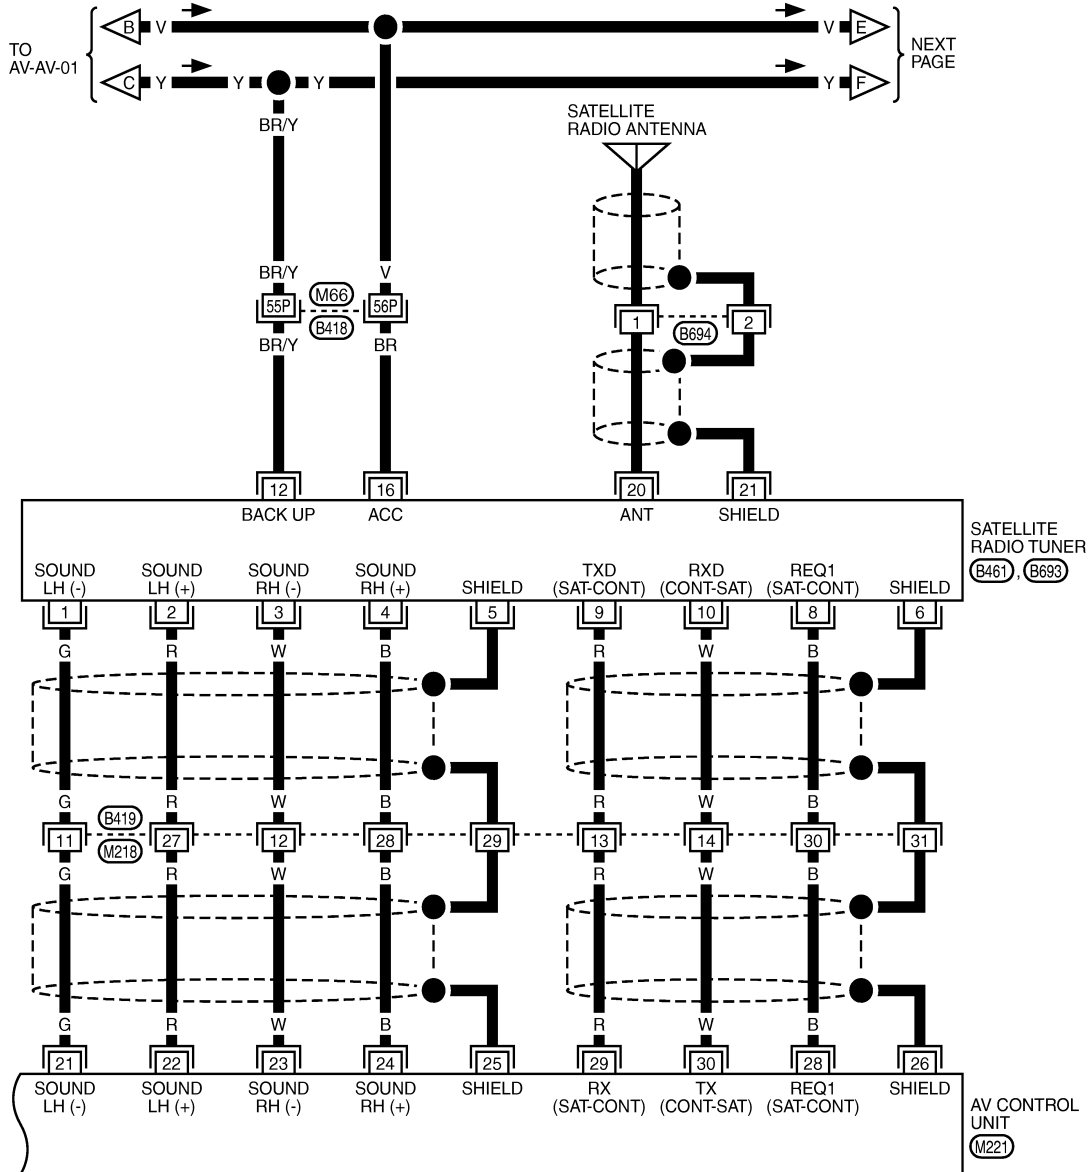 B V V E
TO
AV-AV-01
NEXT
PAGE
C Y Y Y Y F
BR/Y
SATELLITE
RADIO ANTENNA
BR/Y V
55P M66 56P
B418
BR/Y BR
1 2
B694
12 16 20 21
BACK UP ACC ANT SHIELD
SATELLITE
RADIO TUNER
B461 , B693
SOUND
LH (-)
SOUND
LH (+)
SOUND
RH (-)
SOUND
RH (+)
SHIELD
TXD
(SAT-CONT)
RXD
(CONT-SAT)
REQ1
(SAT-CONT)
SHIELD
1 2 3 4 5 9 10 8 6
G R W B R W B
G R W B R W B
B419
11 27 12 28 29 13 14 30 31
M218
G R W B R W B
G R W B R W B
21 22 23 24 25 29 30 28 26
SOUND
LH (-)
SOUND
LH (+)
SOUND
RH (-)
SOUND
RH (+)
SHIELD
RX
(SAT-CONT)
TX
(CONT-SAT)
REQ1
(SAT-CONT)
SHIELD
AV CONTROL
UNIT
M221